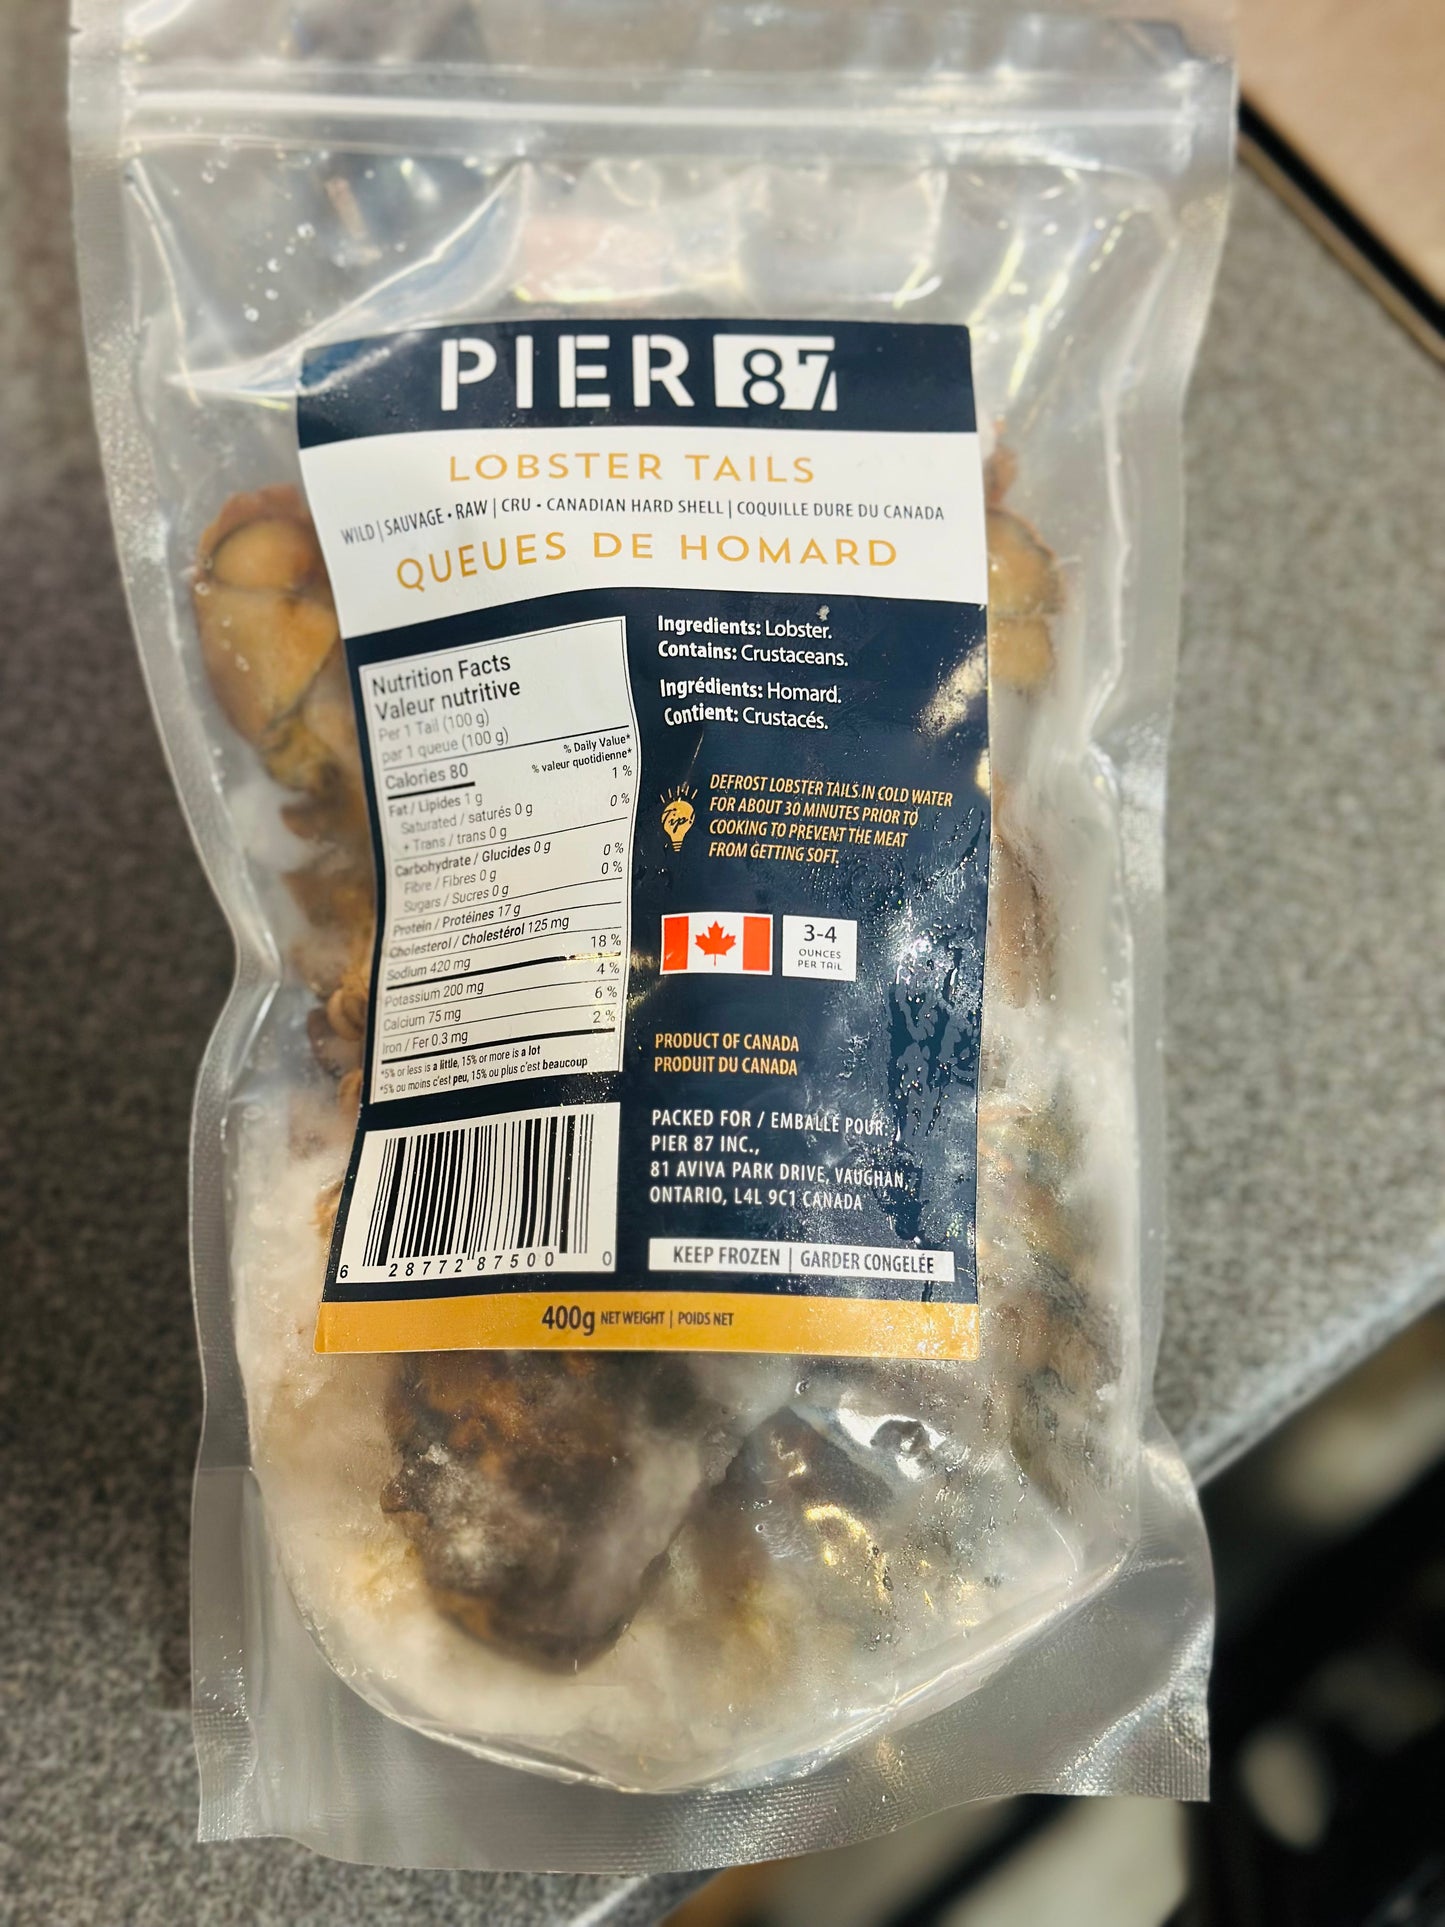 PIER 87
LOBSTER TAILS
WILD | SAUVAGE • RAW | CRU • CANADIAN HARD SHELL | COQUILLE DURE DU CANADA
QUEUES DE HOMARD
Nutrition Facts
Valeur nutritive
Per 1 Tail (100 g)
par 1 queue (100 g)
% Daily Value*
Calories 80 % valeur quotidienne*
Fat / Lipides 1 g 1 %
Saturated / saturés 0 g 0 %
+ Trans / trans 0 g
Carbohydrate / Glucides 0 g
Fibre / Fibres 0 g 0 %
Sugars / Sucres 0 g 0 %
Protein / Protéines 17 g
Cholesterol / Cholestérol 125 mg
Sodium 420 mg 18 %
Potassium 200 mg 4 %
Calcium 75 mg 6 %
Iron / Fer 0.3 mg 2 %
*5% or less is a little, 15% or more is a lot
*5% ou moins c'est peu, 15% ou plus c'est beaucoup
6 28772 87500 0
Ingredients: Lobster.
Contains: Crustaceans.
Ingrédients: Homard.
Contient: Crustacés.
Tip!
DEFROST LOBSTER TAILS IN COLD WATER
FOR ABOUT 30 MINUTES PRIOR TO
COOKING TO PREVENT THE MEAT
FROM GETTING SOFT.
3-4
OUNCES
PER TAIL
PRODUCT OF CANADA
PRODUIT DU CANADA
PACKED FOR / EMBALLÉ POUR:
PIER 87 INC.,
81 AVIVA PARK DRIVE, VAUGHAN,
ONTARIO, L4L 9C1 CANADA
KEEP FROZEN | GARDER CONGELÉE
400g NET WEIGHT | POIDS NET